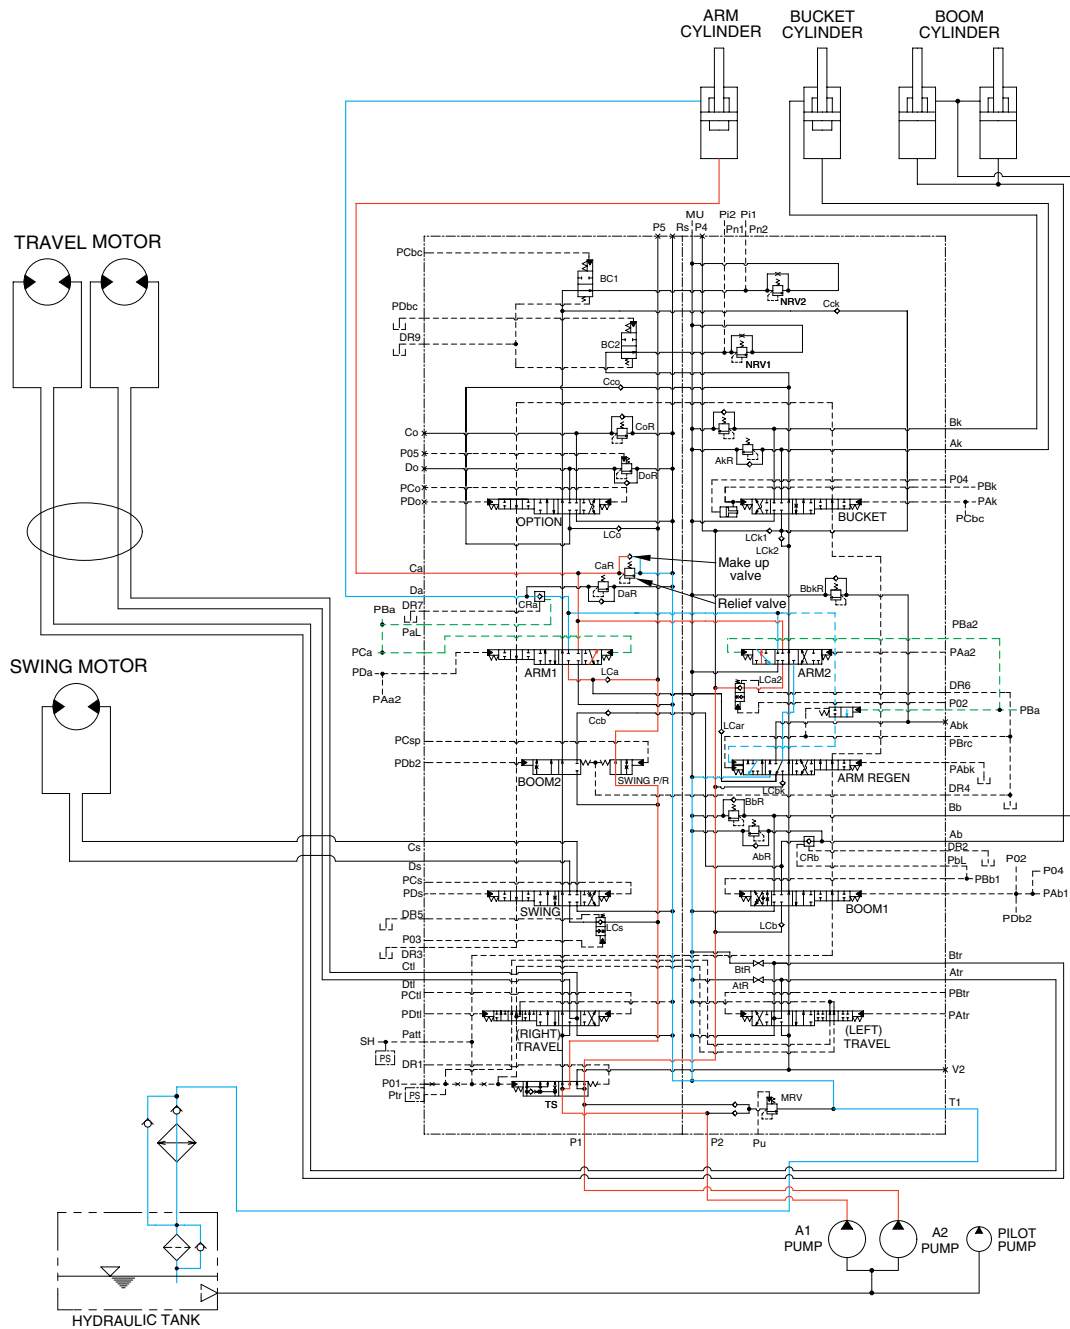 ARM
CYLINDER
BUCKET
CYLINDER
BOOM
CYLINDER
TRAVEL MOTOR
SWING MOTOR
P5
Rs
MU
P4
Pi2
Pn1
Pi1
Pn2
PCbc
BC1
NRV2
Cck
PDbc
DR9
BC2
NRV1
Cco
Co
CoR
P05
Do
DoR
PCo
PDo
OPTION
LCo
Bk
Ak
AkR
P04
PBk
PAk
PCbc
BUCKET
LCk1
LCk2
Ca
CaR
Make up
valve
Da
DaR
Relief valve
CRa
BbkR
PBa
DR7
PaL
PCa
PDa
PAa2
ARM1
LCa
PBa2
PAa2
ARM2
LCa2
DR6
P02
PBa
Abk
Ccb
LCar
PCsp
PDb2
BOOM2
SWING P/R
PBrc
PAbk
ARM REGEN
LCbk
DR4
Bb
BbR
AbR
Ab
CRb
DR2
PbL
P02
P04
PBb1
PAb1
PDb2
BOOM1
LCb
Cs
Ds
PCs
PDs
SWING
DR5
LCs
P03
DR3
Ctl
Dtl
PCtl
PDtl
(RIGHT)
TRAVEL
Btr
BtR
Atr
AtR
PBtr
PAtr
(LEFT)
TRAVEL
Patt
SH
PS
DR1
P01
Ptr
PS
TS
V2
MRV
T1
P1
P2
Pu
A1
PUMP
A2
PUMP
PILOT
PUMP
HYDRAULIC TANK